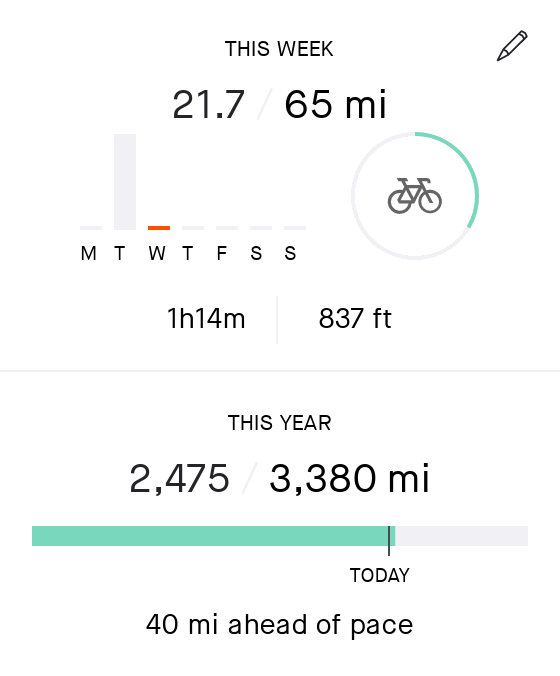 THIS WEEK
21.7 / 65 mi
M T W T F S S
1h14m 837 ft
THIS YEAR
2,475 / 3,380 mi
TODAY
40 mi ahead of pace